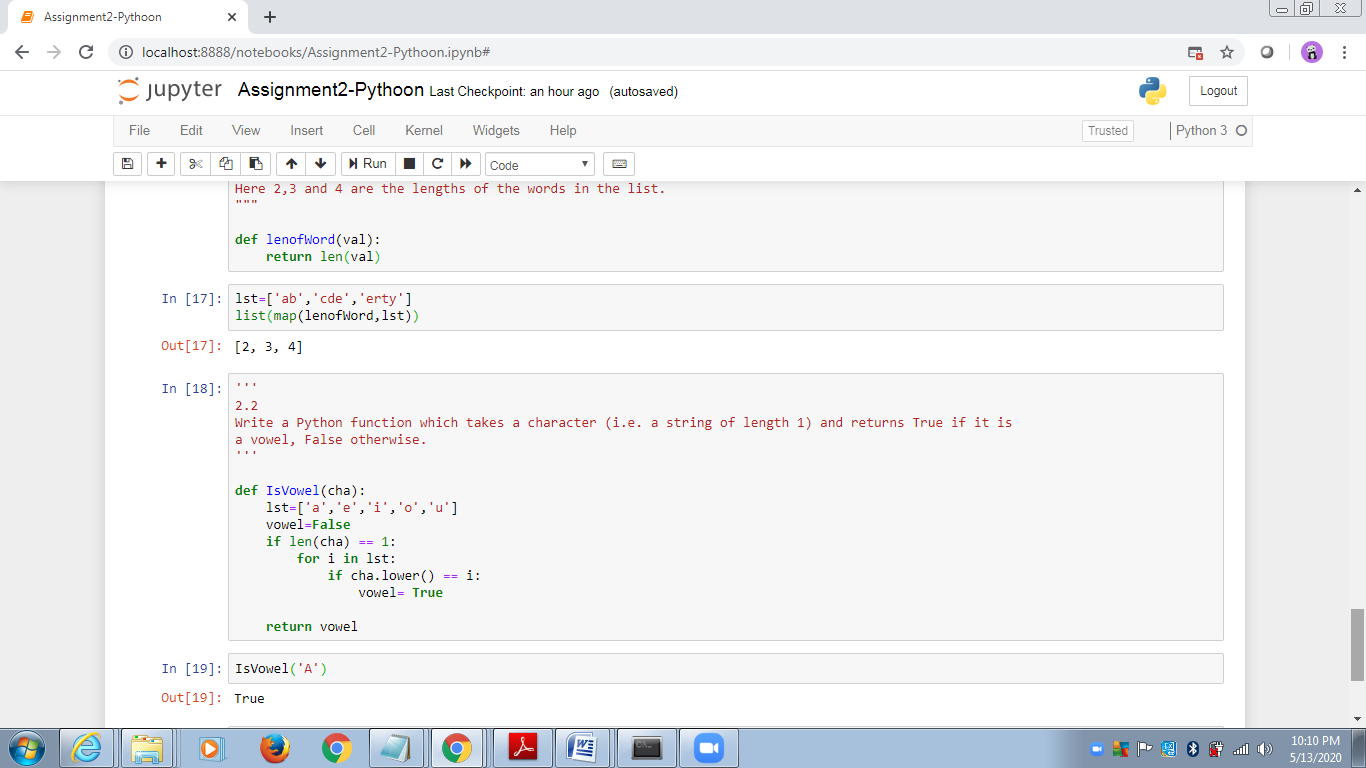 Assignment2-Pythoon
localhost:8888/notebooks/Assignment2-Pythoon.ipynb#
jupyter Assignment2-Pythoon Last Checkpoint: an hour ago (autosaved) Logout
File Edit View Insert Cell Kernel Widgets Help Trusted Python 3
Run Code
Here 2,3 and 4 are the lengths of the words in the list.
"""
def lenofWord(val):
    return len(val)
In [17]: lst=['ab','cde','erty']
list(map(lenofWord,lst))
Out[17]: [2, 3, 4]
In [18]: '''
2.2
Write a Python function which takes a character (i.e. a string of length 1) and returns True if it is
a vowel, False otherwise.
'''
def IsVowel(cha):
    lst=['a','e','i','o','u']
    vowel=False
    if len(cha) == 1:
        for i in lst:
            if cha.lower() == i:
                vowel= True
    return vowel
In [19]: IsVowel('A')
Out[19]: True
10:10 PM
5/13/2020